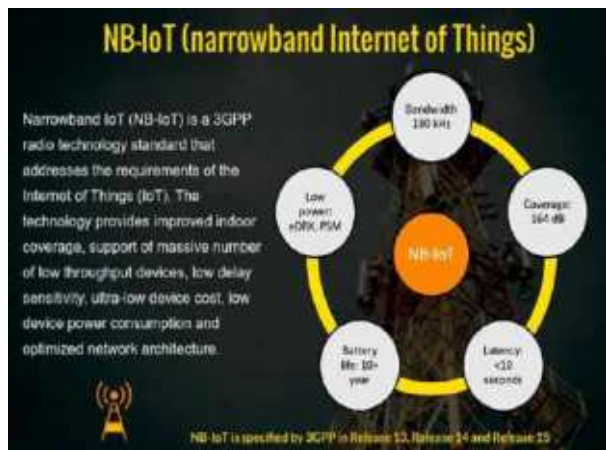 NB-IoT (narrowband Internet of Things)
Narrowband IoT (NB-IoT) is a 3GPP
radio technology standard that
addresses the requirements of the
Internet of Things (IoT). The
technology provides improved indoor
coverage, support of massive number
of low throughput devices, low delay
sensitivity, ultra-low device cost, low
device power consumption and
optimized network architecture.
Bandwidth
180 kHz
Coverage:
164 dB
Latency:
<10
seconds
Battery
life: 10+
year
Low
power:
eDRX, PSM
NB-IoT
NB-IoT is specified by 3GPP in Release 13, Release 14 and Release 15